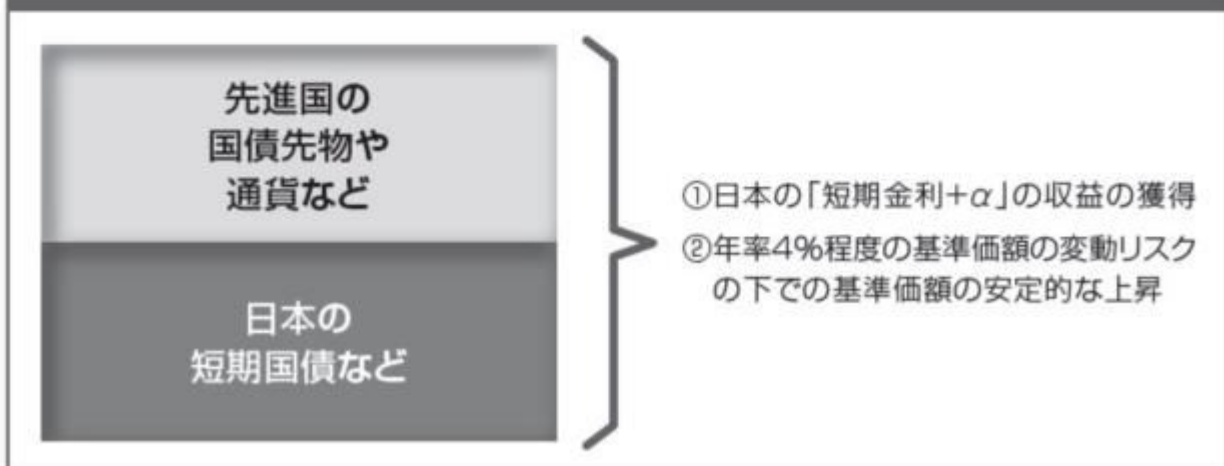 先進国の
国債先物や
通貨など
日本の
短期国債など
①日本の「短期金利+α」の収益の獲得
②年率4%程度の基準価額の変動リスク
の下での基準価額の安定的な上昇